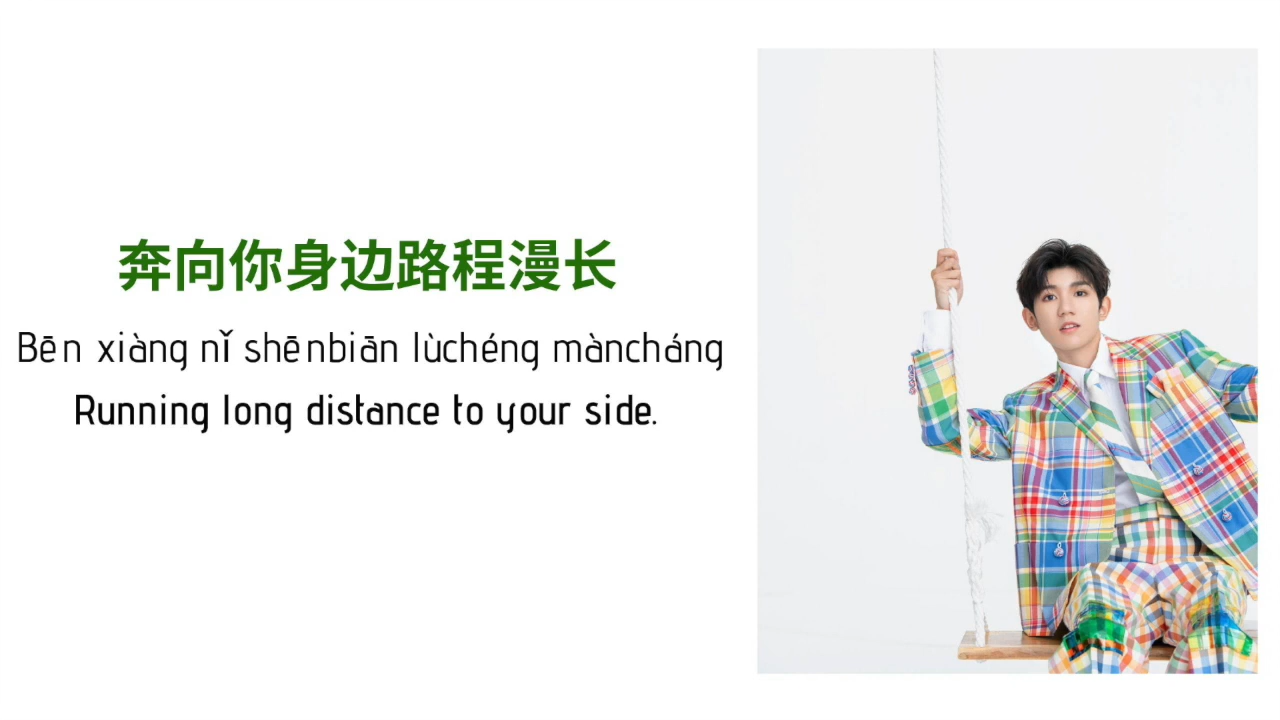 奔向你身边路程漫长
Bēn xiàng nǐ shēnbiān lùchéng màncháng
Running long distance to your side.